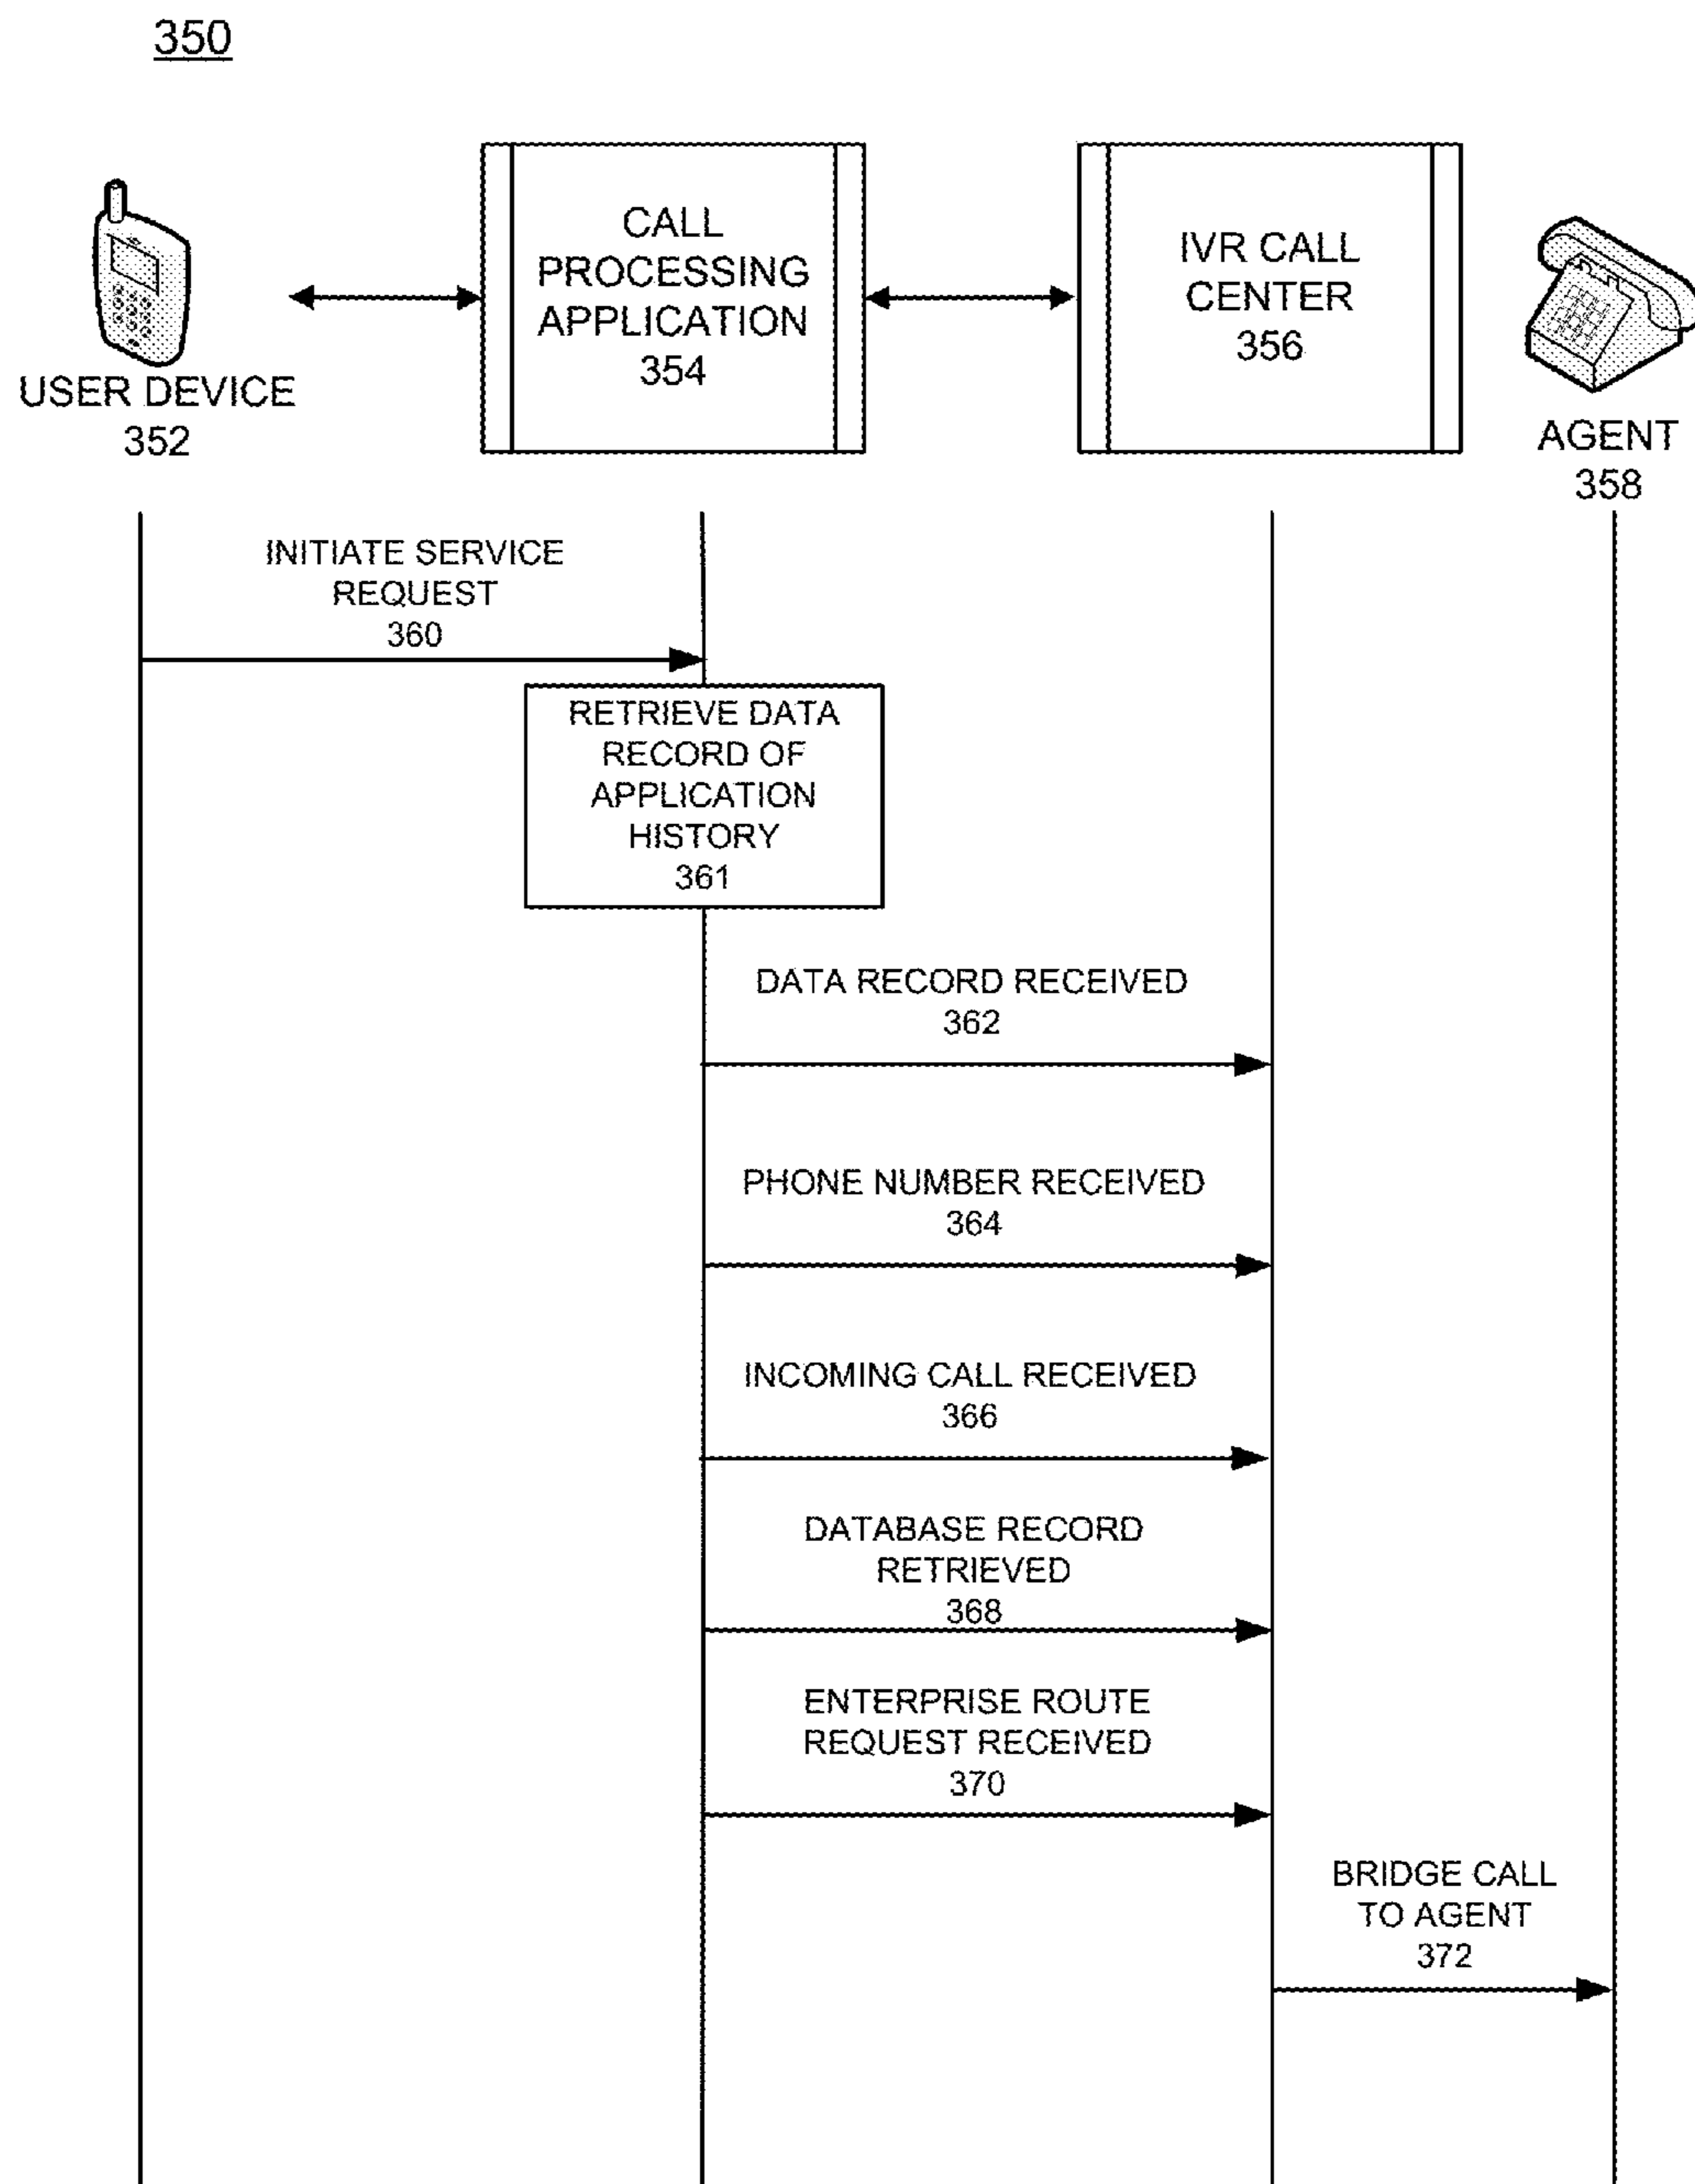 350
CALL
PROCESSING
APPLICATION
354
IVR CALL
CENTER
356
USER DEVICE
352
AGENT
358
INITIATE SERVICE
REQUEST
360
RETRIEVE DATA
RECORD OF
APPLICATION
HISTORY
361
DATA RECORD RECEIVED
362
PHONE NUMBER RECEIVED
364
INCOMING CALL RECEIVED
366
DATABASE RECORD
RETRIEVED
368
ENTERPRISE ROUTE
REQUEST RECEIVED
370
BRIDGE CALL
TO AGENT
372